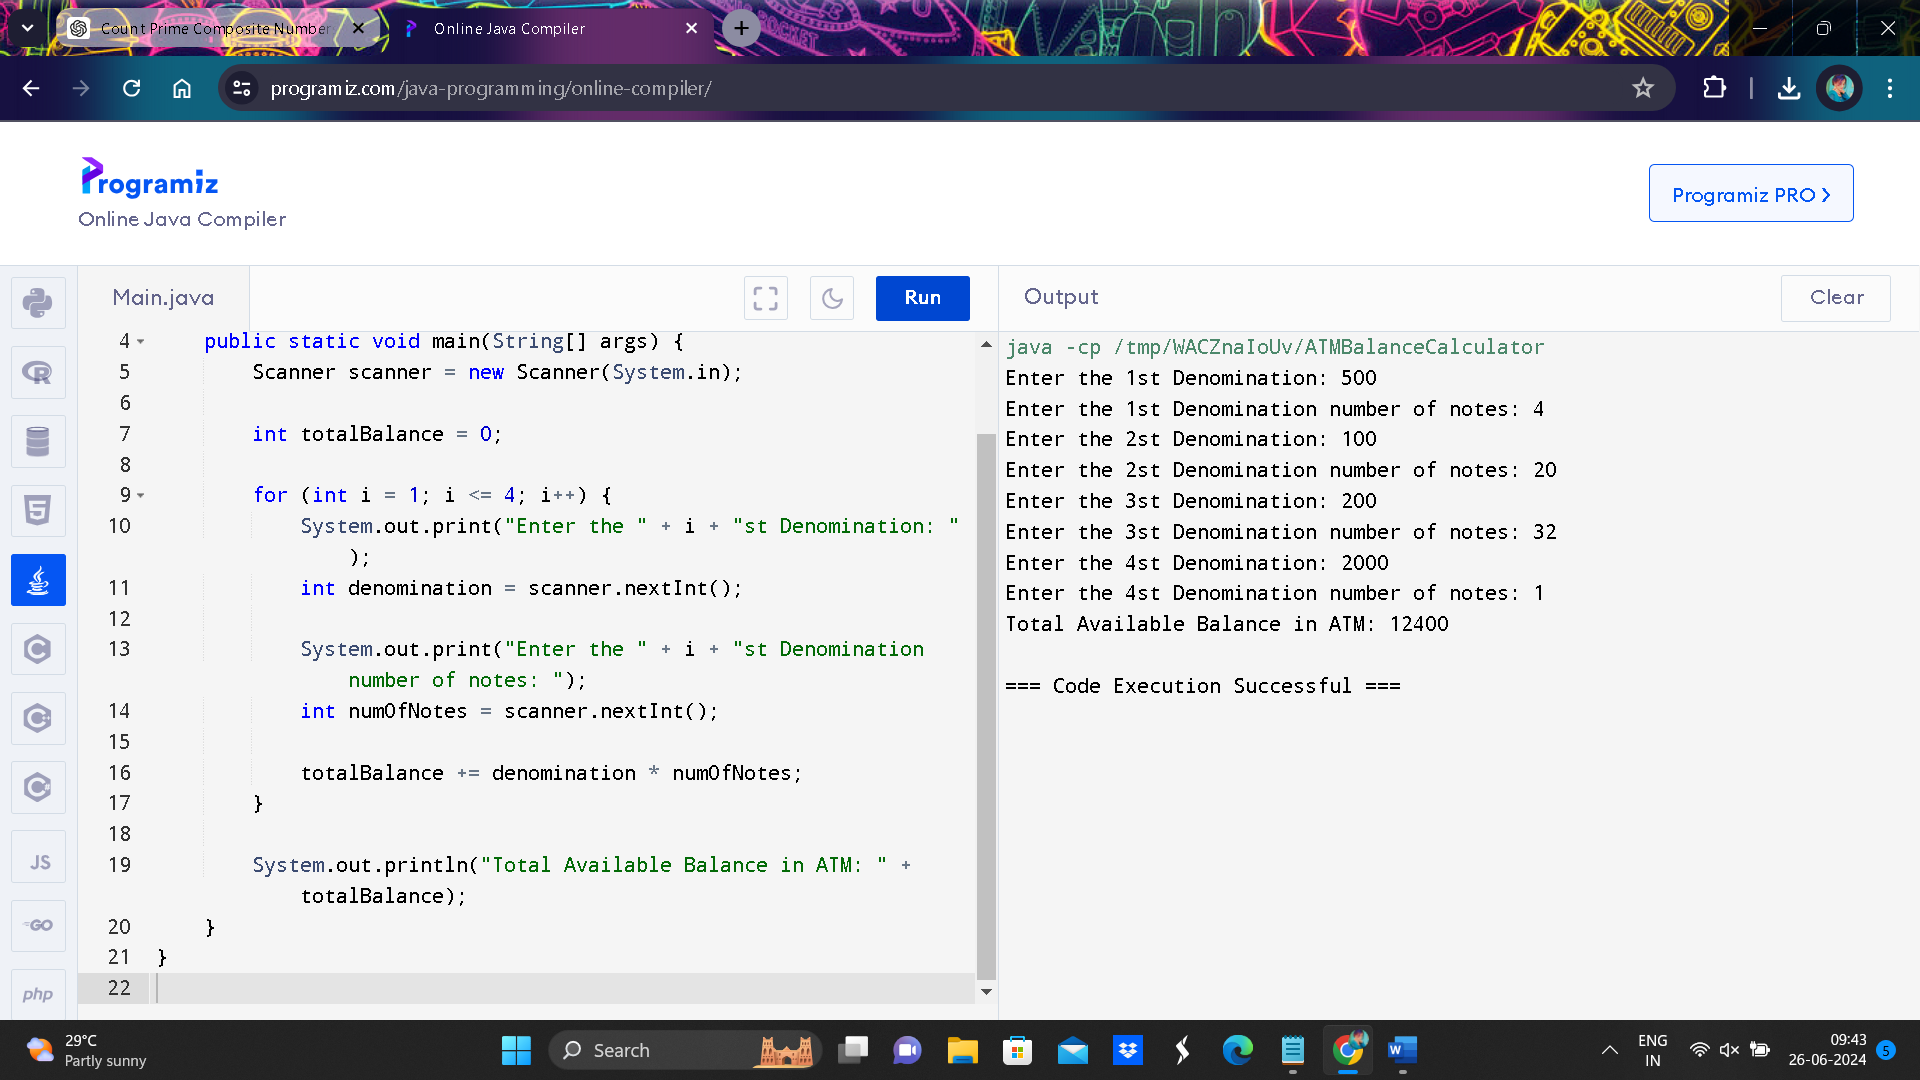 Count Prime Composite Number
Online Java Compiler
programiz.com/java-programming/online-compiler/
Programiz
Online Java Compiler
Programiz PRO
Main.java
Run
Output
Clear
4 public static void main(String[] args) {
5 Scanner scanner = new Scanner(System.in);
6
7 int totalBalance = 0;
8
9 for (int i = 1; i <= 4; i++) {
10 System.out.print("Enter the " + i + "st Denomination: "
);
11 int denomination = scanner.nextInt();
12
13 System.out.print("Enter the " + i + "st Denomination
number of notes: ");
14 int numOfNotes = scanner.nextInt();
15
16 totalBalance += denomination * numOfNotes;
17 }
18
19 System.out.println("Total Available Balance in ATM: " +
totalBalance);
20 }
21 }
22
java -cp /tmp/WACZnaIoUv/ATMBalanceCalculator
Enter the 1st Denomination: 500
Enter the 1st Denomination number of notes: 4
Enter the 2st Denomination: 100
Enter the 2st Denomination number of notes: 20
Enter the 3st Denomination: 200
Enter the 3st Denomination number of notes: 32
Enter the 4st Denomination: 2000
Enter the 4st Denomination number of notes: 1
Total Available Balance in ATM: 12400
=== Code Execution Successful ===
R
5
C
C
C
JS
GO
php
29°C
Partly sunny
Search
W
ENG
IN
09:43
26-06-2024
5